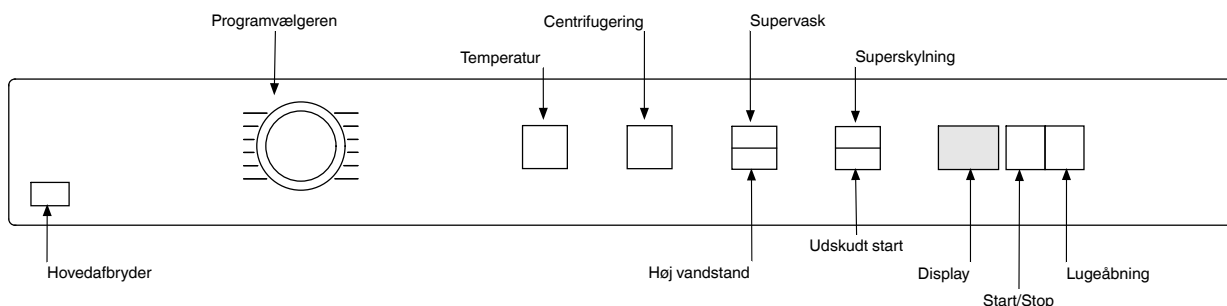 Programvælgeren
Centrifugering
Supervask
Temperatur
Superskylning
Hovedafbryder
Høj vandstand
Udskudt start
Display
Lugeåbning
Start/Stop